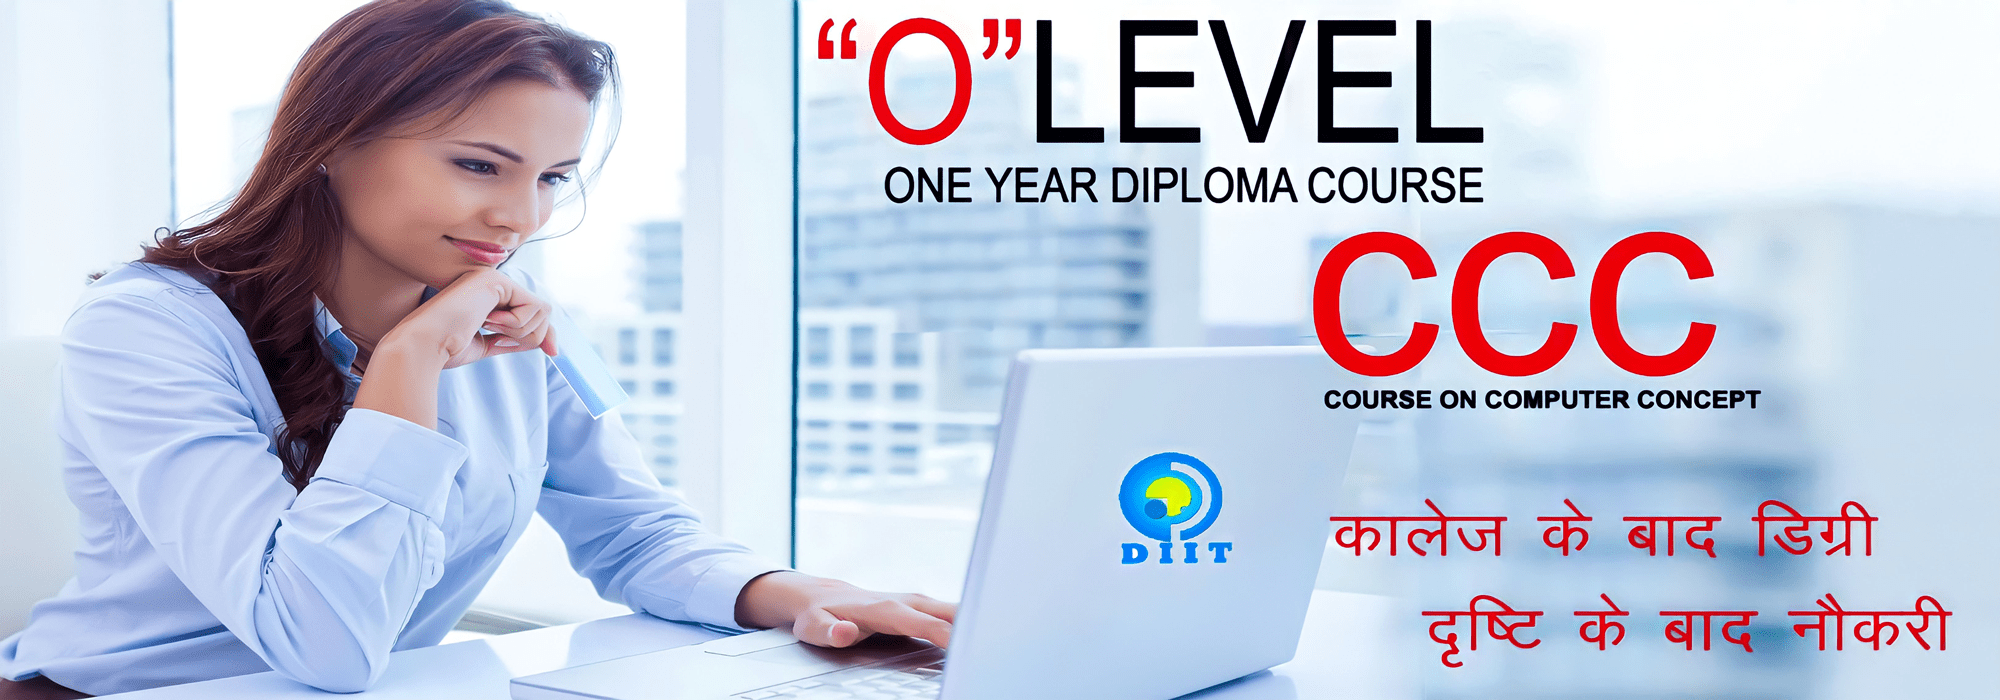 “O” LEVEL
ONE YEAR DIPLOMA COURSE
CCC
COURSE ON COMPUTER CONCEPT
DIIT
कालेज के बाद डिग्री
दृष्टि के बाद नौकरी